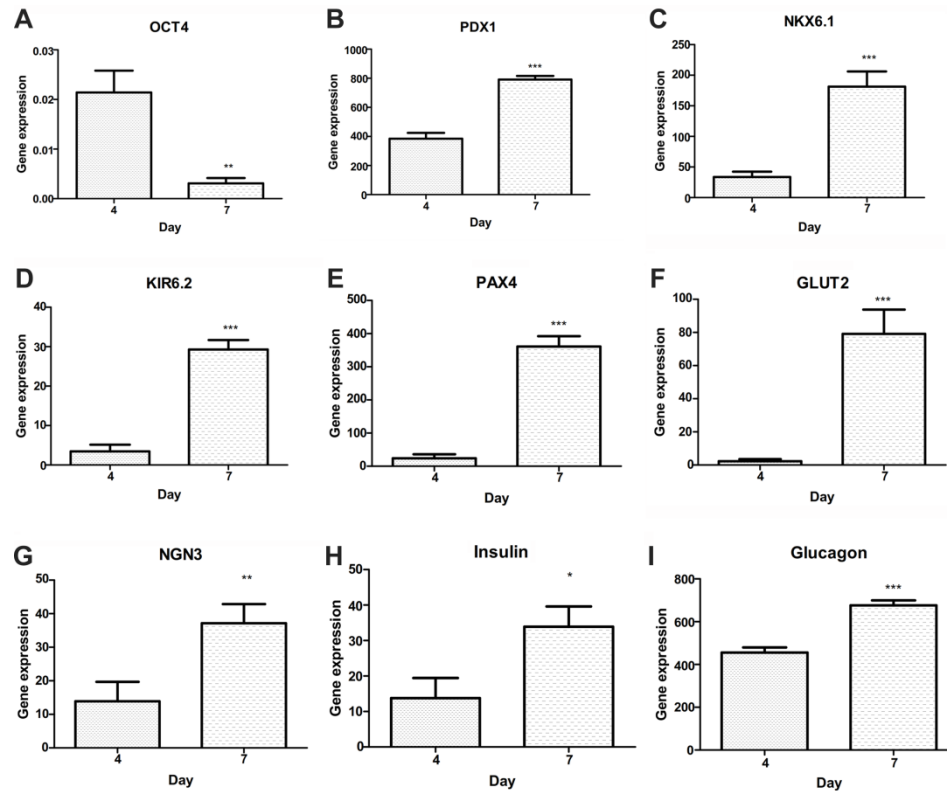 A
OCT4
Gene expression
0.03
0.02
0.01
0.00
**
4
7
Day
B
PDX1
Gene expression
1000
800
600
400
200
0
***
4
7
Day
C
NKX6.1
Gene expression
250
200
150
100
50
0
***
4
7
Day
D
KIR6.2
Gene expression
40
30
20
10
0
***
4
7
Day
E
PAX4
Gene expression
500
400
300
200
100
0
***
4
7
Day
F
GLUT2
Gene expression
100
80
60
40
20
0
***
4
7
Day
G
NGN3
Gene expression
50
40
30
20
10
0
**
4
7
Day
H
Insulin
Gene expression
50
40
30
20
10
0
*
4
7
Day
I
Glucagon
Gene expression
800
600
400
200
0
***
4
7
Day